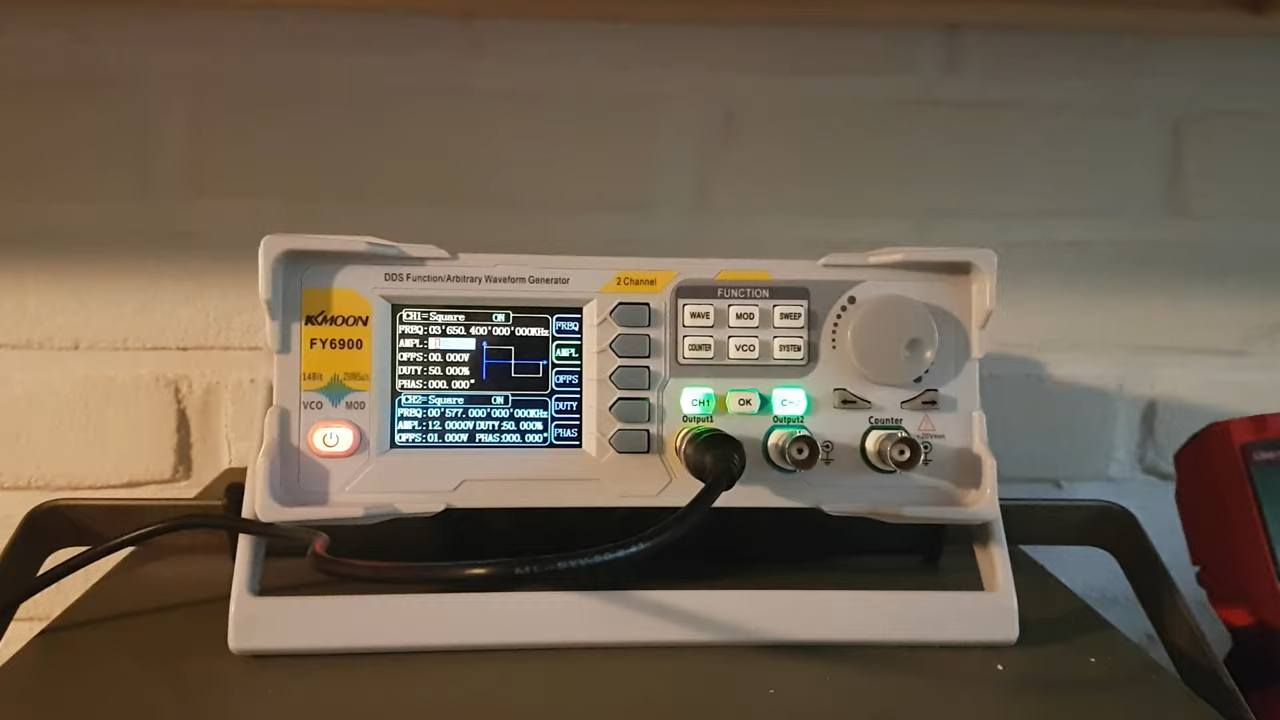 DDS Function/Arbitrary Waveform Generator
2 Channel
KKMOON
FY6900
14Bit
VCO MOD
CH1=Square ON
FREQ:03'650.400'000'000KHz
AMPL:
OFFS:00.000V
DUTY:50.000%
PHAS:000.000°
CH2=Square ON
FREQ:00'577.000'000'000KHz
AMPL:12.0000V DUTY:50.000%
OFFS:01.000V PHAS:000.000°
FREQ
AMPL
OFFS
DUTY
PHAS
FUNCTION
WAVE MOD SWEEP
COUNTER VCO SYSTEM
CH1 OK CH2
Output1 Output2 Counter